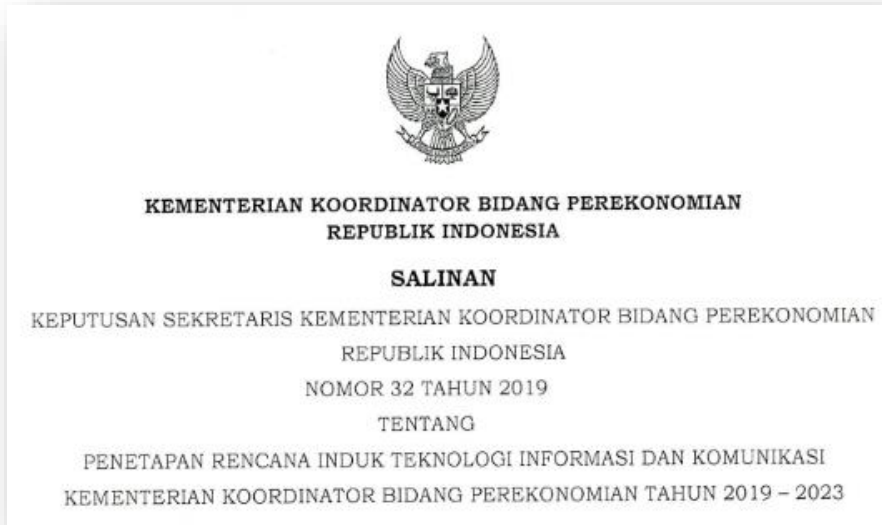 KEMENTERIAN KOORDINATOR BIDANG PEREKONOMIAN
REPUBLIK INDONESIA
SALINAN
KEPUTUSAN SEKRETARIS KEMENTERIAN KOORDINATOR BIDANG PEREKONOMIAN
REPUBLIK INDONESIA
NOMOR 32 TAHUN 2019
TENTANG
PENETAPAN RENCANA INDUK TEKNOLOGI INFORMASI DAN KOMUNIKASI
KEMENTERIAN KOORDINATOR BIDANG PEREKONOMIAN TAHUN 2019 – 2023